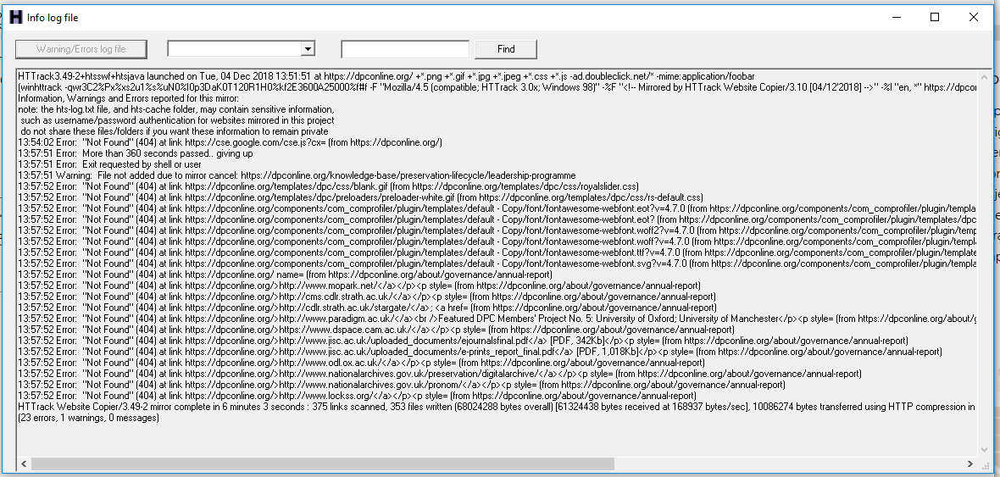 H Info log file
Warning/Errors log file
Find
HTTrack3.49-2+htsswf+htsjava launched on Tue, 04 Dec 2018 13:51:51 at https://dpconline.org/ +*.png +*.gif +*.jpg +*.jpeg +*.css +*.js -ad.doubleclick.net/* -mime:application/foobar
(winhttrack -qwr3C2%Px%xs2u1%s%uN0%I0p3DaK0T120R1H0%kf2E3600A25000%f#f -F "Mozilla/4.5 (compatible; HTTrack 3.0x; Windows 98)" -%F "<!-- Mirrored by HTTrack Website Copier/3.10 [04/12'2018] -->" -%l "en, *" https://dpcon
Information, Warnings and Errors reported for this mirror:
note: the hts-log.txt file, and hts-cache folder, may contain sensitive information,
such as username/password authentication for websites mirrored in this project
do not share these files/folders if you want these information to remain private
13:54:02 Error: "Not Found" (404) at link https://cse.google.com/cse.js?cx= (from https://dpconline.org/)
13:57:51 Error: More than 360 seconds passed.. giving up
13:57:51 Error: Exit requested by shell or user
13:57:51 Warning: File not added due to mirror cancel: https://dpconline.org/knowledge-base/preservation-lifecycle/leadership-programme
13:57:52 Error: "Not Found" (404) at link https://dpconline.org/templates/dpc/css/blank.gif (from https://dpconline.org/templates/dpc/css/royalslider.css)
13:57:52 Error: "Not Found" (404) at link https://dpconline.org/templates/dpc/preloaders/preloader-white.gif (from https://dpconline.org/templates/dpc/css/rs-default.css)
13:57:52 Error: "Not Found" (404) at link https://dpconline.org/components/com_comprofiler/plugin/templates/default - Copy/font/fontawesome-webfont.eot?v=4.7.0 (from https://dpconline.org/components/com_comprofiler/plugin/templa
13:57:52 Error: "Not Found" (404) at link https://dpconline.org/components/com_comprofiler/plugin/templates/default - Copy/font/fontawesome-webfont.eot? (from https://dpconline.org/components/com_comprofiler/plugin/templates/de
13:57:52 Error: "Not Found" (404) at link https://dpconline.org/components/com_comprofiler/plugin/templates/default - Copy/font/fontawesome-webfont.woff2?v=4.7.0 (from https://dpconline.org/components/com_comprofiler/plugin/temp
13:57:52 Error: "Not Found" (404) at link https://dpconline.org/components/com_comprofiler/plugin/templates/default - Copy/font/fontawesome-webfont.woff?v=4.7.0 (from https://dpconline.org/components/com_comprofiler/plugin/templ
13:57:52 Error: "Not Found" (404) at link https://dpconline.org/components/com_comprofiler/plugin/templates/default - Copy/font/fontawesome-webfont.ttf?v=4.7.0 (from https://dpconline.org/components/com_comprofiler/plugin/template
13:57:52 Error: "Not Found" (404) at link https://dpconline.org/components/com_comprofiler/plugin/templates/default - Copy/font/fontawesome-webfont.svg?v=4.7.0 (from https://dpconline.org/components/com_comprofiler/plugin/templa
13:57:52 Error: "Not Found" (404) at link https://dpconline.org/ name= (from https://dpconline.org/about/governance/annual-report)
13:57:52 Error: "Not Found" (404) at link https://dpconline.org/>http://www.mopark.net/</a></p><p style= (from https://dpconline.org/about/governance/annual-report)
13:57:52 Error: "Not Found" (404) at link https://dpconline.org/>http://cms.cdlr.strath.ac.uk/</a></p><p style= (from https://dpconline.org/about/governance/annual-report)
13:57:52 Error: "Not Found" (404) at link https://dpconline.org/>http://cdlr.strath.ac.uk/stargate/</a>; <a href= (from https://dpconline.org/about/governance/annual-report)
13:57:52 Error: "Not Found" (404) at link https://dpconline.org/>http://www.paradigm.ac.uk/</a><br />Featured DPC Members' Project No. 5: University of Oxford; University of Manchester</p><p style= (from https://dpconline.org/about/g
13:57:52 Error: "Not Found" (404) at link https://dpconline.org/>http://www.dspace.cam.ac.uk/</a></p><p style= (from https://dpconline.org/about/governance/annual-report)
13:57:52 Error: "Not Found" (404) at link https://dpconline.org/>http://www.jisc.ac.uk/uploaded_documents/ejournalsfinal.pdf</a> [PDF, 342Kb]</p><p style= (from https://dpconline.org/about/governance/annual-report)
13:57:52 Error: "Not Found" (404) at link https://dpconline.org/>http://www.jisc.ac.uk/uploaded_documents/e-prints_report_final.pdf</a> [PDF, 1,018Kb]</p><p style= (from https://dpconline.org/about/governance/annual-report)
13:57:52 Error: "Not Found" (404) at link https://dpconline.org/>http://www.odl.ox.ac.uk/</a></p><p style= (from https://dpconline.org/about/governance/annual-report)
13:57:52 Error: "Not Found" (404) at link https://dpconline.org/>http://www.nationalarchives.gov.uk/preservation/digitalarchive/</a></p><p style= (from https://dpconline.org/about/governance/annual-report)
13:57:52 Error: "Not Found" (404) at link https://dpconline.org/>http://www.nationalarchives.gov.uk/pronom/</a></p><p style= (from https://dpconline.org/about/governance/annual-report)
13:57:52 Error: "Not Found" (404) at link https://dpconline.org/>http://www.lockss.org/</a></p><p style= (from https://dpconline.org/about/governance/annual-report)
HTTrack Website Copier/3.49-2 mirror complete in 6 minutes 3 seconds : 375 links scanned, 353 files written (68024288 bytes overall) [61324438 bytes received at 168937 bytes/sec], 10086274 bytes transferred using HTTP compression in
(23 errors, 1 warnings, 0 messages)